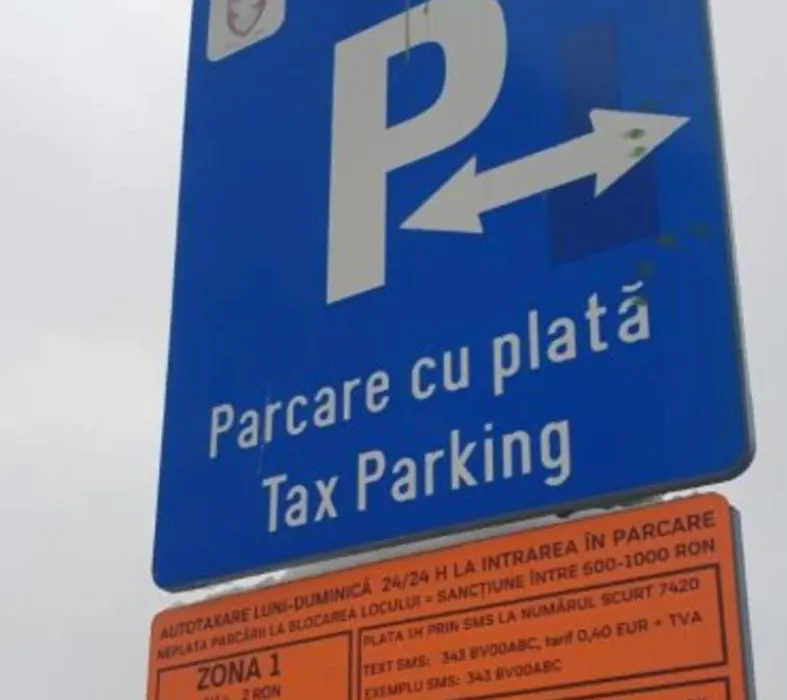 P
Parcare cu plată
Tax Parking
AUTOTAXARE LUNI-DUMINICĂ 24/24 H LA INTRAREA ÎN PARCARE
NEPLATA PARCĂRII LA BLOCAREA LOCULUI = SANCȚIUNE ÎNTRE 500-1000 RON
ZONA 1
2 RON
PLATA 1H PRIN SMS LA NUMĂRUL SCURT 7420
TEXT SMS: 343 BV00ABC, tarif 0,40 EUR + TVA
EXEMPLU SMS: 343 BV00ABC